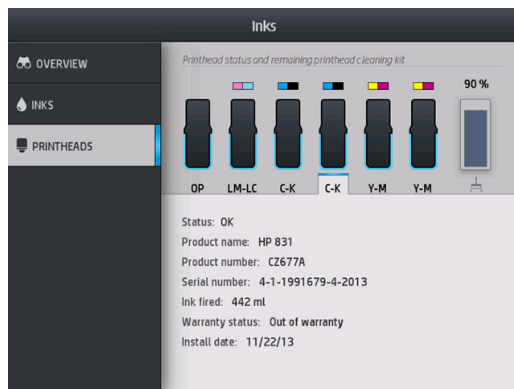 Inks
OVERVIEW
INKS
PRINTHEADS
Printhead status and remaining printhead cleaning kit
90 %
OP LM-LC C-K C-K Y-M Y-M
Status: OK
Product name: HP 831
Product number: CZ677A
Serial number: 4-1-1991679-4-2013
Ink fired: 442 ml
Warranty status: Out of warranty
Install date: 11/22/13